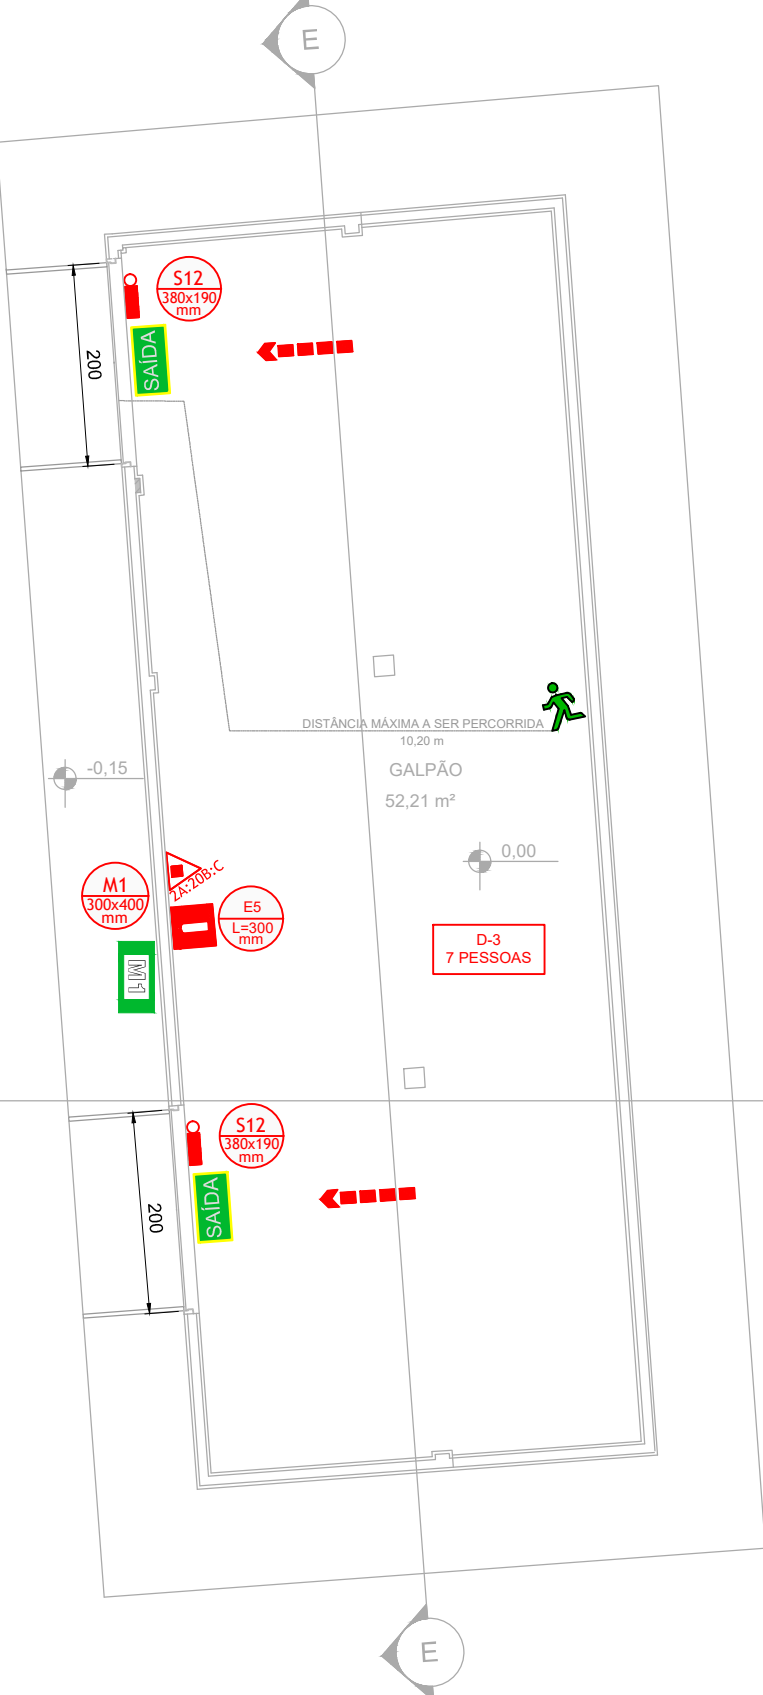 E
S12
380x190
mm
SAÍDA
200
DISTÂNCIA MÁXIMA A SER PERCORRIDA
10,20 m
-0,15
GALPÃO
52,21 m²
0,00
2A:20B:C
M1
300x400
mm
E5
L=300
mm
D-3
7 PESSOAS
M1
S12
380x190
mm
SAÍDA
200
E